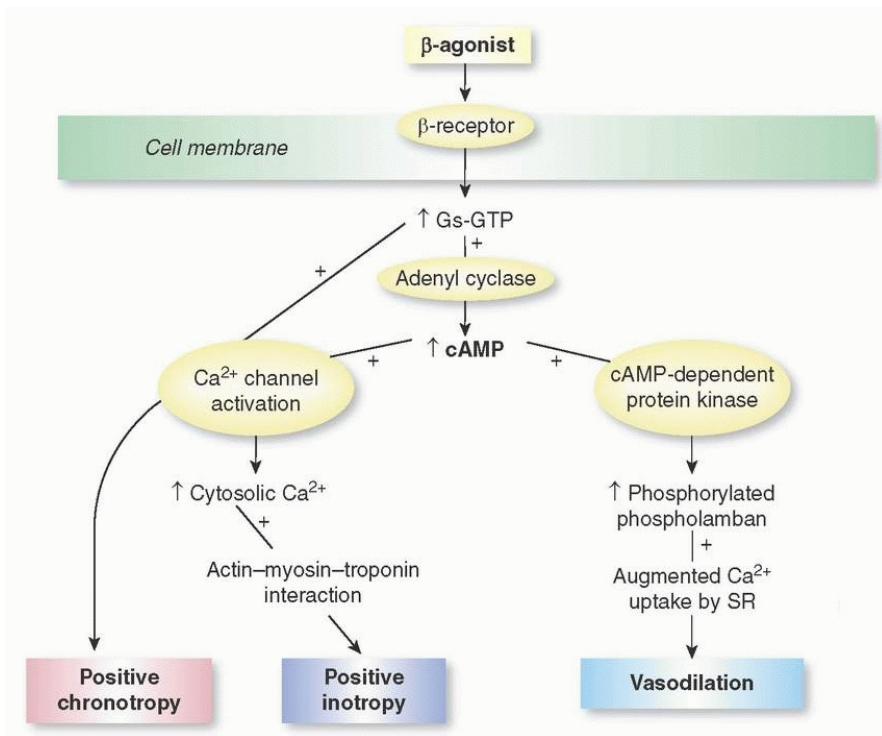 β-agonist
β-receptor
Cell membrane
↑ Gs-GTP
+
+
Adenyl cyclase
↑ cAMP
+
+
Ca²⁺ channel
activation
cAMP-dependent
protein kinase
↑ Cytosolic Ca²⁺
+
↑ Phosphorylated
phospholamban
+
Actin–myosin–troponin
interaction
Augmented Ca²⁺
uptake by SR
Positive
chronotropy
Positive
inotropy
Vasodilation